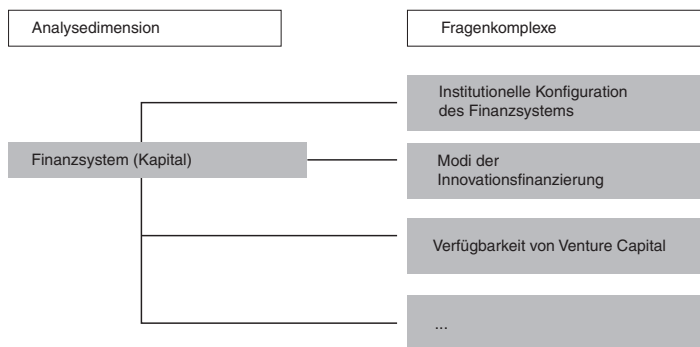 Analysedimension
Fragenkomplexe
Institutionelle Konfiguration
des Finanzsystems
Finanzsystem (Kapital)
Modi der
Innovationsfinanzierung
Verfügbarkeit von Venture Capital
...